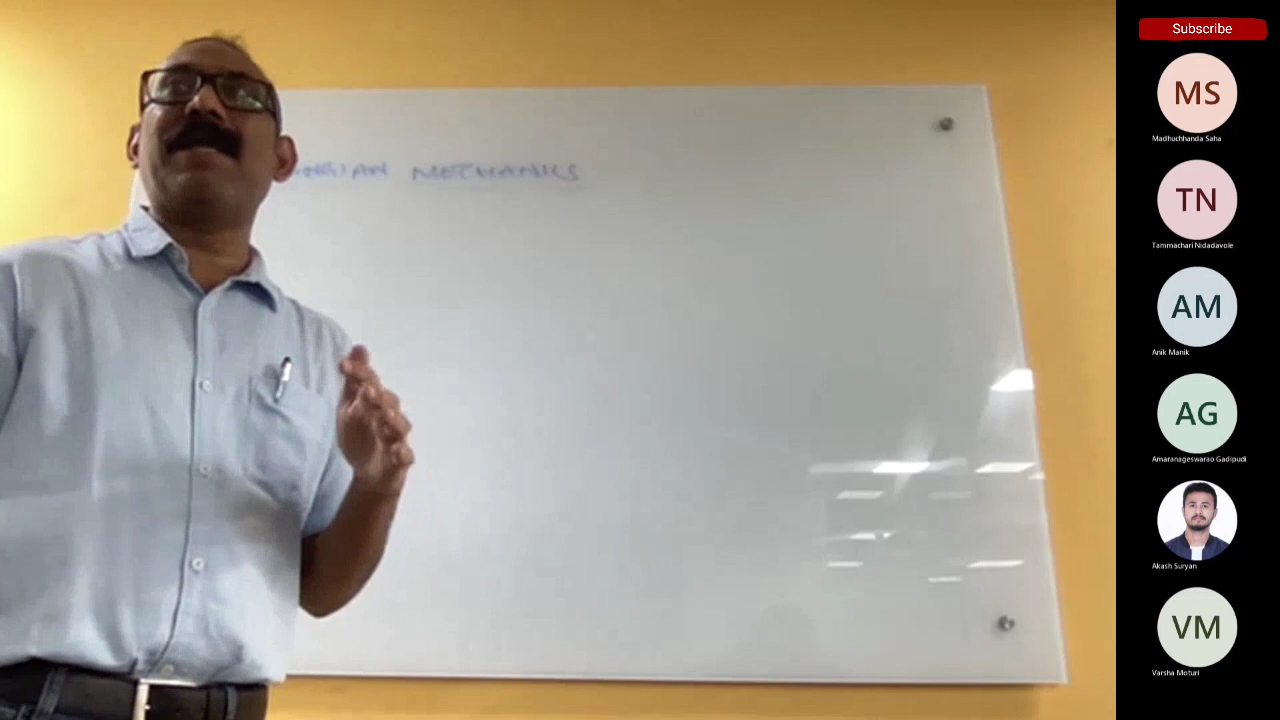 MECHANICS
Subscribe
MS
Madhuchhanda Saha
TN
Tammachari Nidadavole
AM
Anik Manik
AG
Amaranageswarao Gadipudi
Akash Suryan
VM
Varsha Moturi